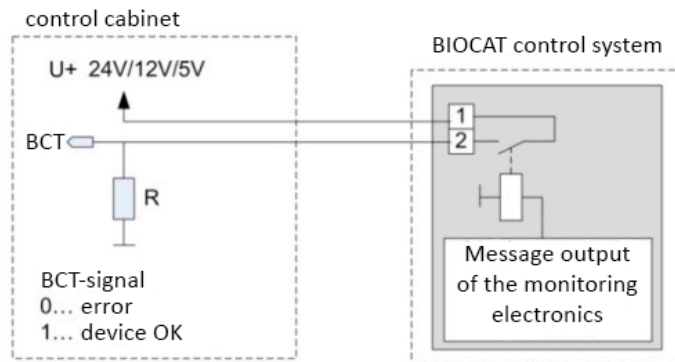 control cabinet
BIOCAT control system
U+ 24V/12V/5V
1
BCT
2
R
BCT-signal
0... error
1... device OK
Message output
of the monitoring
electronics